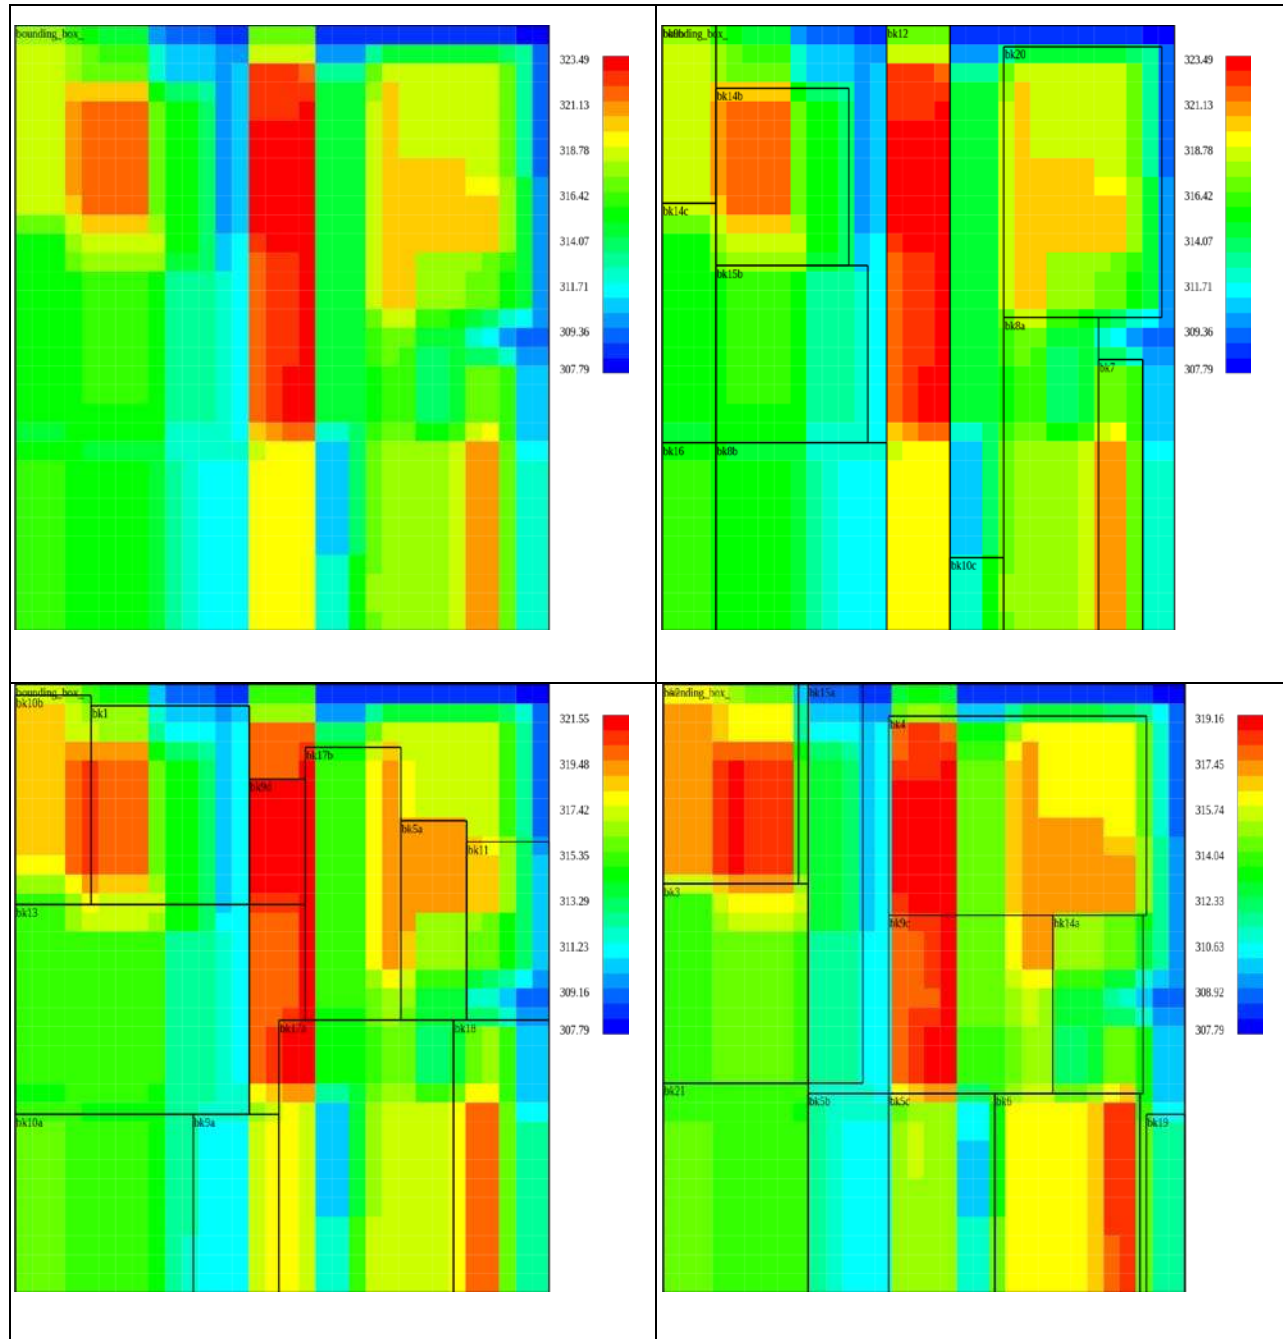 bounding_box_
323.49
321.13
318.78
316.42
314.07
311.71
309.36
307.79
bk12
bk20
bk14b
bk14c
bk15b
bk8a
bk7
bk16
bk8b
bk10c
323.49
321.13
318.78
316.42
314.07
311.71
309.36
307.79
bounding_box_
bk10b
bk1
bk17b
bk9d
bk5a
bk11
bk13
bk17a
bk18
bk10a
bk9a
321.55
319.48
317.42
315.35
313.29
311.23
309.16
307.79
bk15a
bk4
bk3
bk9c
bk14a
bk21
bk5b
bk5c
bk6
bk19
319.16
317.45
315.74
314.04
312.33
310.63
308.92
307.79